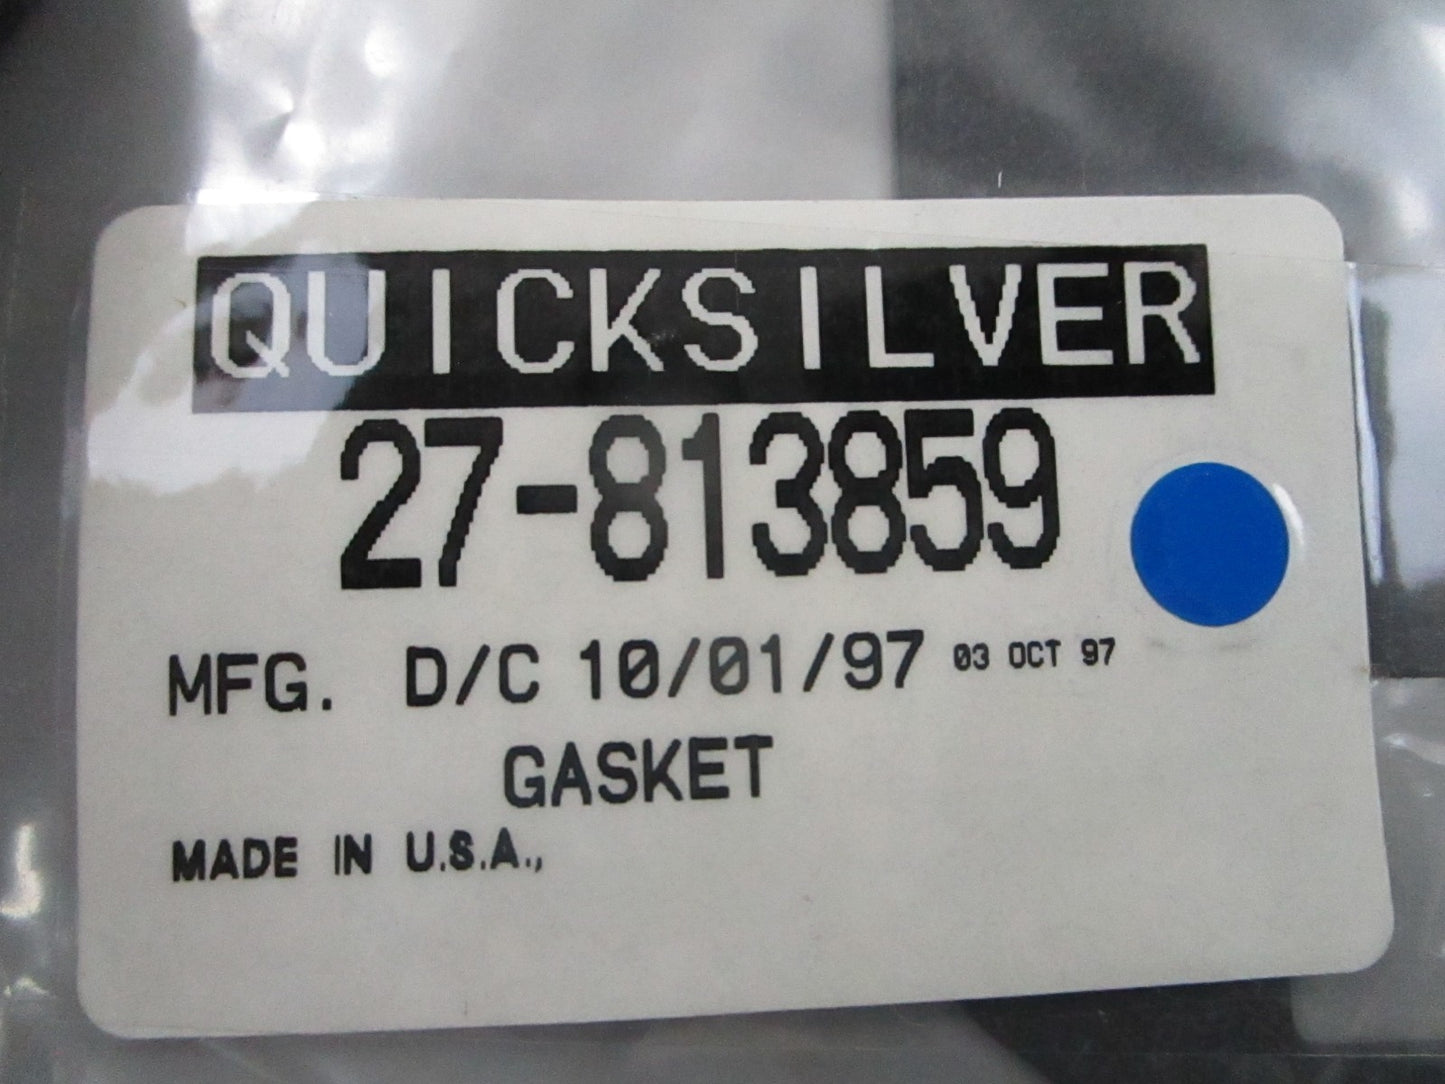 QUICKSILVER
27-813859
MFG. D/C 10/01/97 03 OCT 97
GASKET
MADE IN U.S.A.,